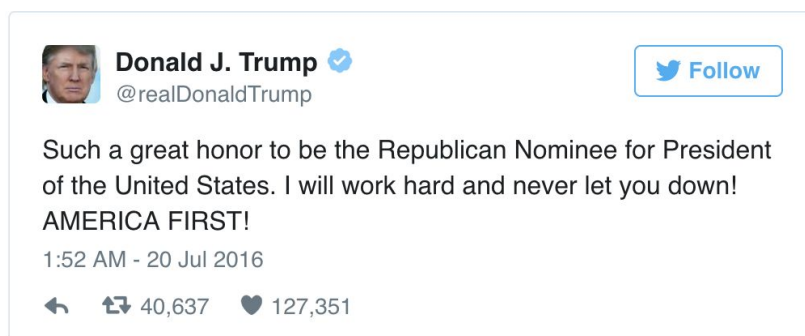 Donald J. Trump
@realDonaldTrump
Follow
Such a great honor to be the Republican Nominee for President
of the United States. I will work hard and never let you down!
AMERICA FIRST!
1:52 AM - 20 Jul 2016
40,637 127,351